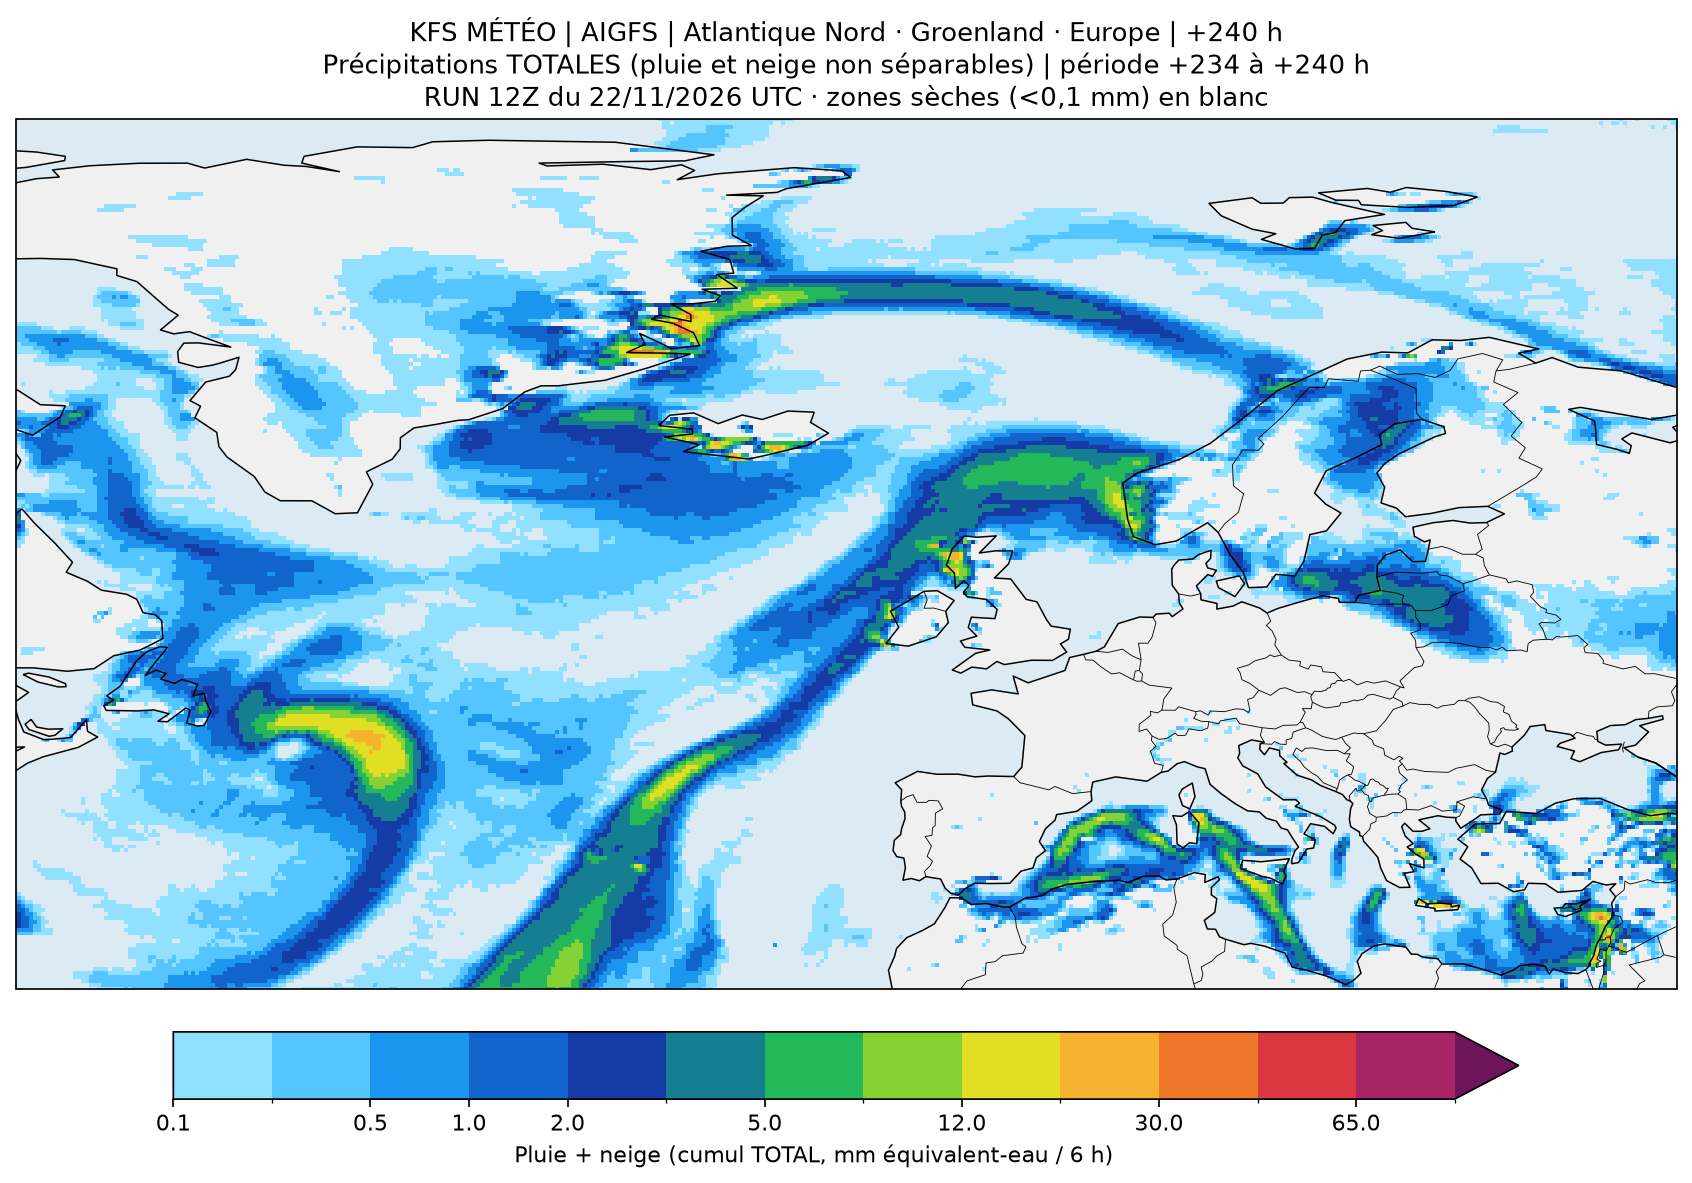 KFS MÉTÉO | AIGFS | Atlantique Nord · Groenland · Europe | +240 h
Précipitations TOTALES (pluie et neige non séparables) | période +234 à +240 h
RUN 12Z du 22/11/2026 UTC · zones sèches (<0,1 mm) en blanc
0.1 0.5 1.0 2.0 5.0 12.0 30.0 65.0
Pluie + neige (cumul TOTAL, mm équivalent-eau / 6 h)